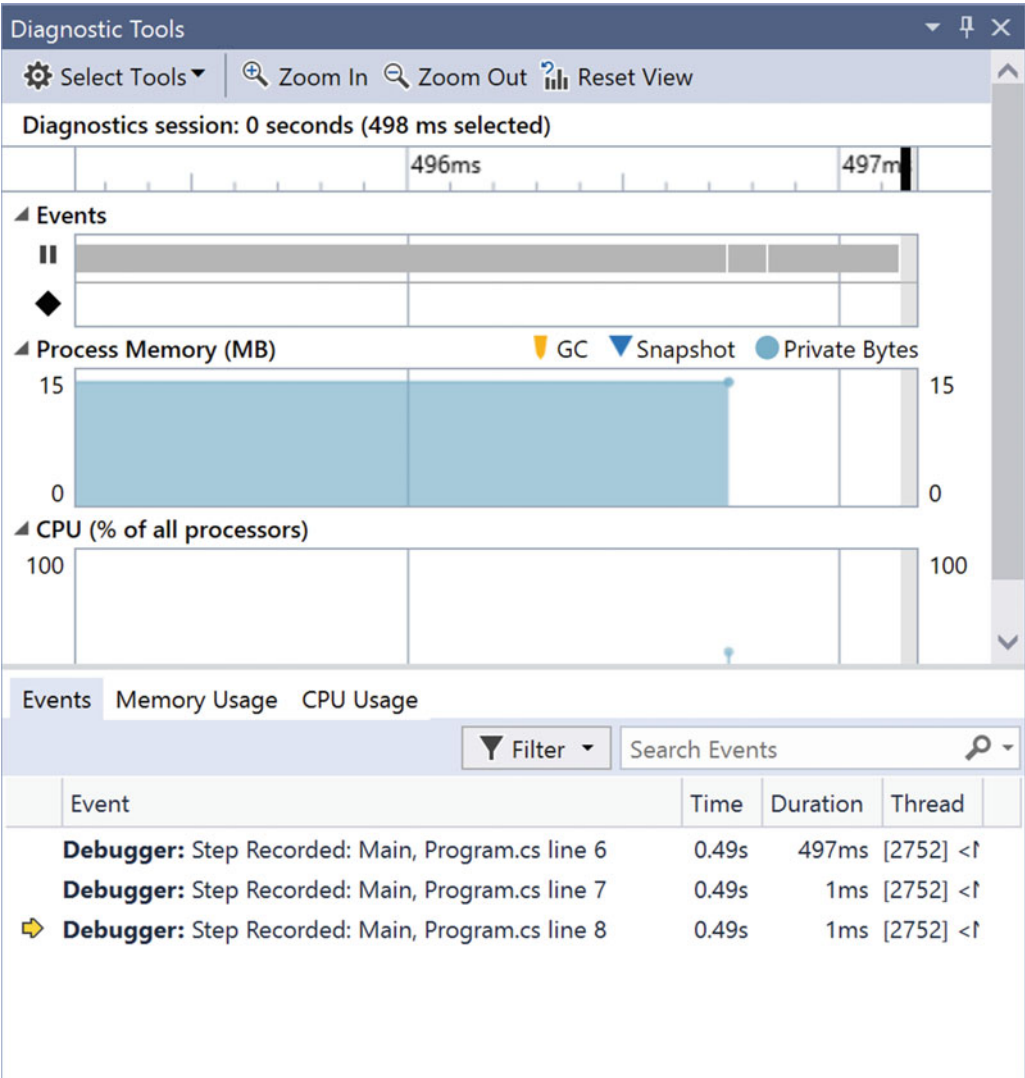 Diagnostic Tools
Select Tools Zoom In Zoom Out Reset View
Diagnostics session: 0 seconds (498 ms selected)
496ms 497m
Events
Process Memory (MB) GC Snapshot Private Bytes
15 15
0 0
CPU (% of all processors)
100 100
Events Memory Usage CPU Usage
Filter Search Events
Event Time Duration Thread
Debugger: Step Recorded: Main, Program.cs line 6 0.49s 497ms [2752]
Debugger: Step Recorded: Main, Program.cs line 7 0.49s 1ms [2752]
Debugger: Step Recorded: Main, Program.cs line 8 0.49s 1ms [2752]